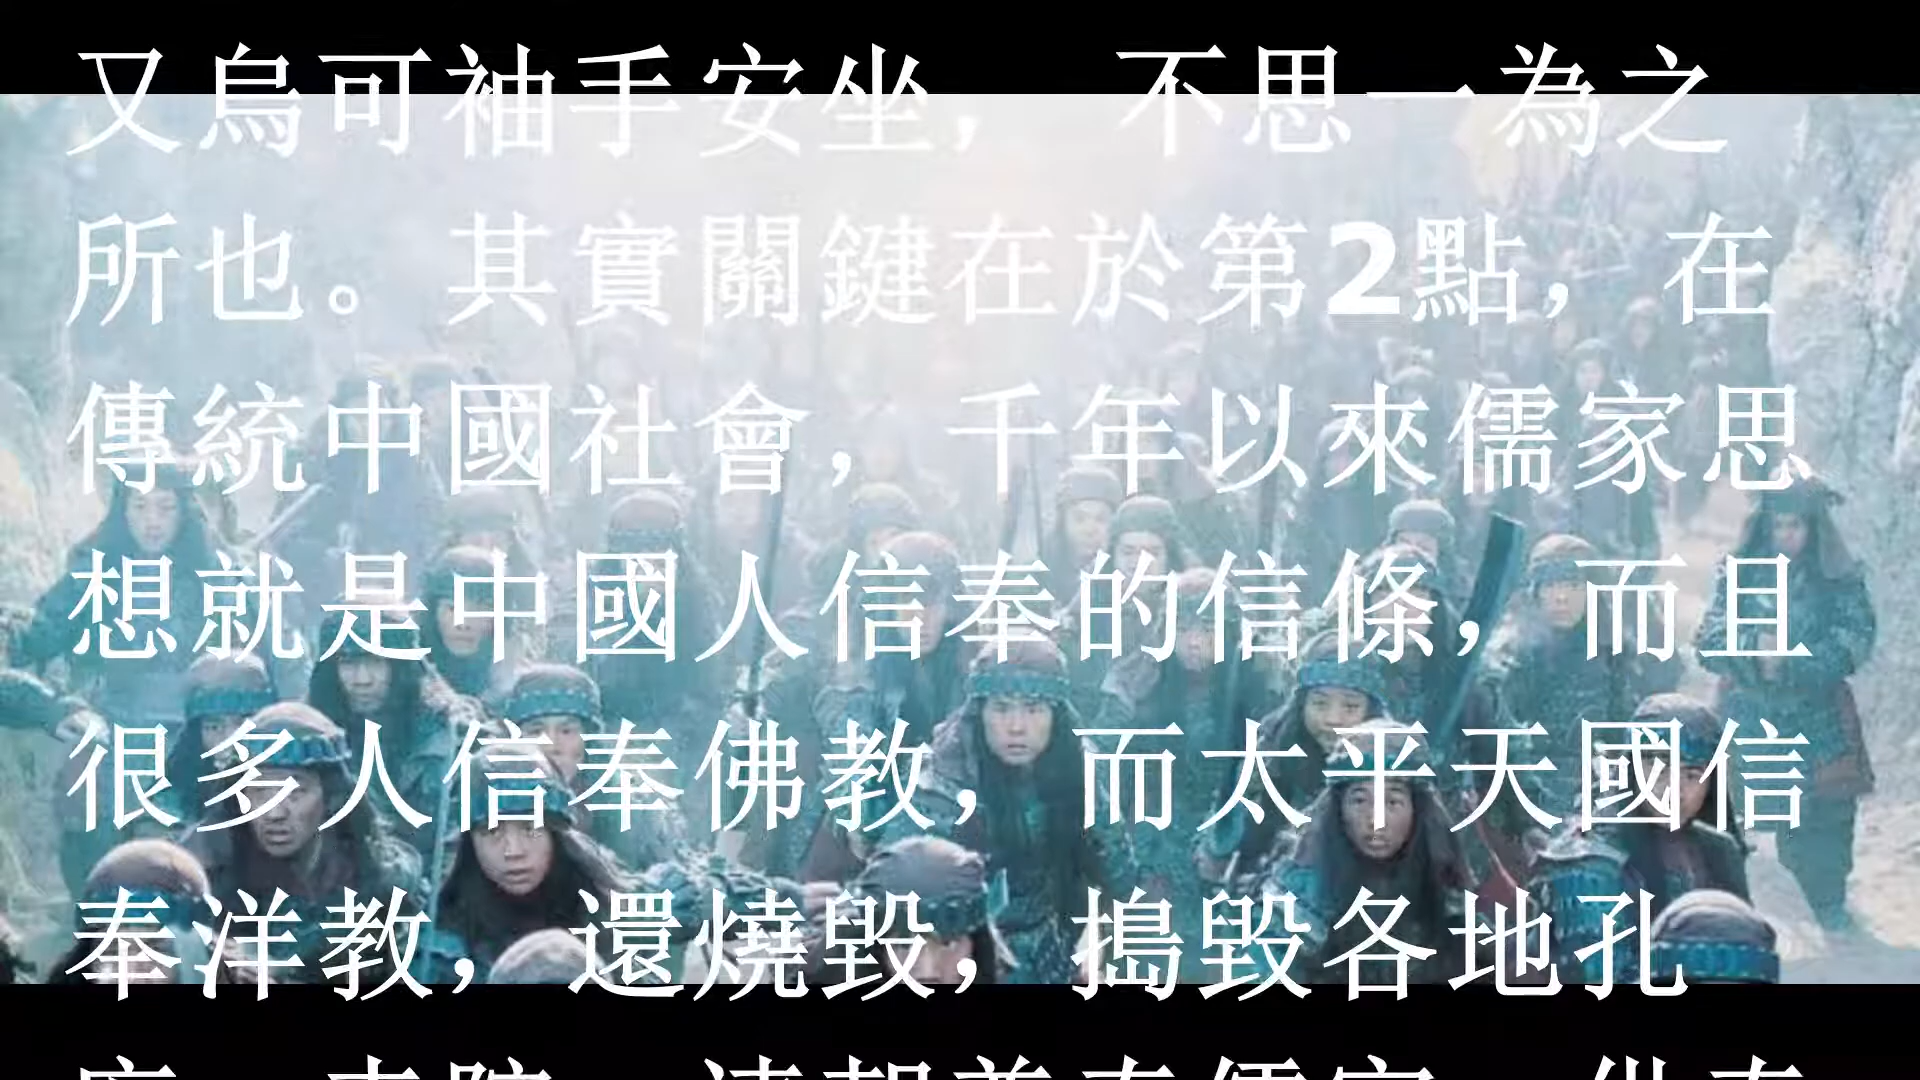 又烏可袖手安坐，不思一為之
所也。其實關鍵在於第2點，在
傳統中國社會，千年以來儒家思
想就是中國人信奉的信條，而且
很多人信奉佛教，而太平天國信
奉洋教，還燒毀，搗毀各地孔